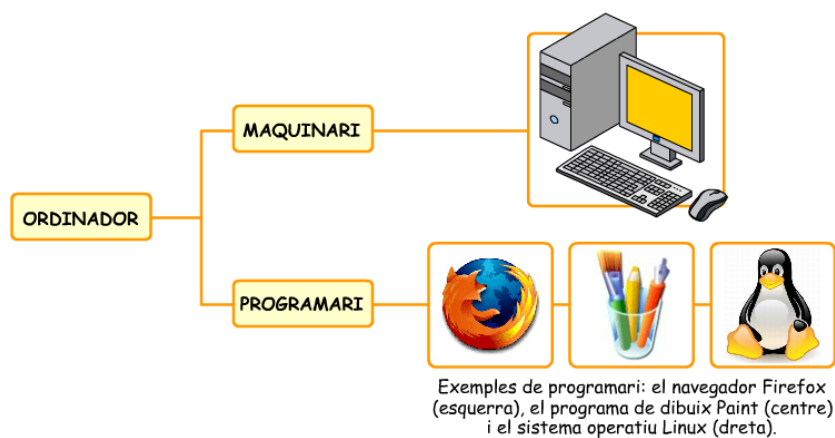 MAQUINARI
ORDINADOR
PROGRAMARI
Exemples de programari: el navegador Firefox
(esquerra), el programa de dibuix Paint (centre)
i el sistema operatiu Linux (dreta).